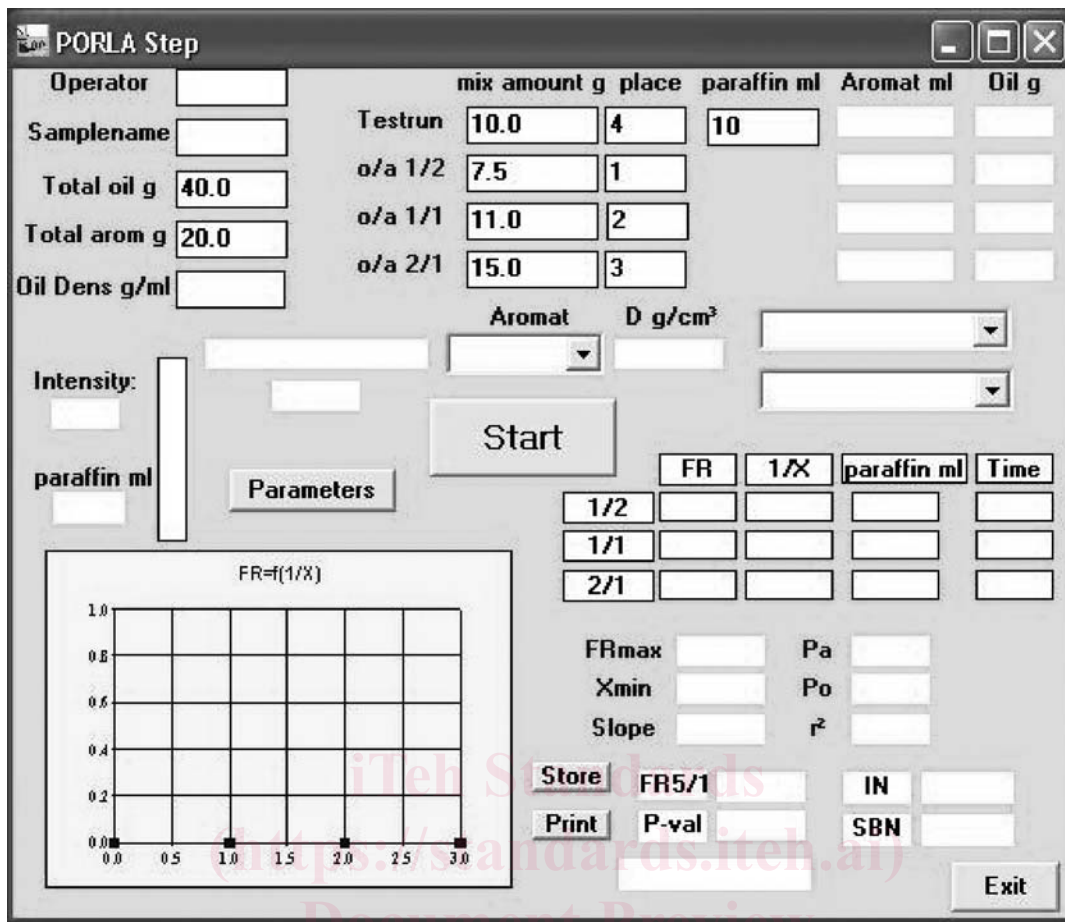 PORLA Step
Operator
Samplename
Total oil g 40.0
Total arom g 20.0
Oil Dens g/ml
mix amount g place paraffin ml Aromat ml Oil g
Testrun 10.0 4 10
o/a 1/2 7.5 1
o/a 1/1 11.0 2
o/a 2/1 15.0 3
Aromat D g/cm³
Intensity:
paraffin ml
Start
Parameters
FR 1/X paraffin ml Time
1/2
1/1
2/1
FR=f(1/X)
1.0
0.8
0.6
0.4
0.2
0.0
0.0 0.5 1.0 1.5 2.0 2.5 3.0
FRmax Pa
Xmin Po
Slope r²
Store FR5/1 IN
Print P-val SBN
Exit
iTeh Standards
(https://standards.iteh.ai)
Document Preview